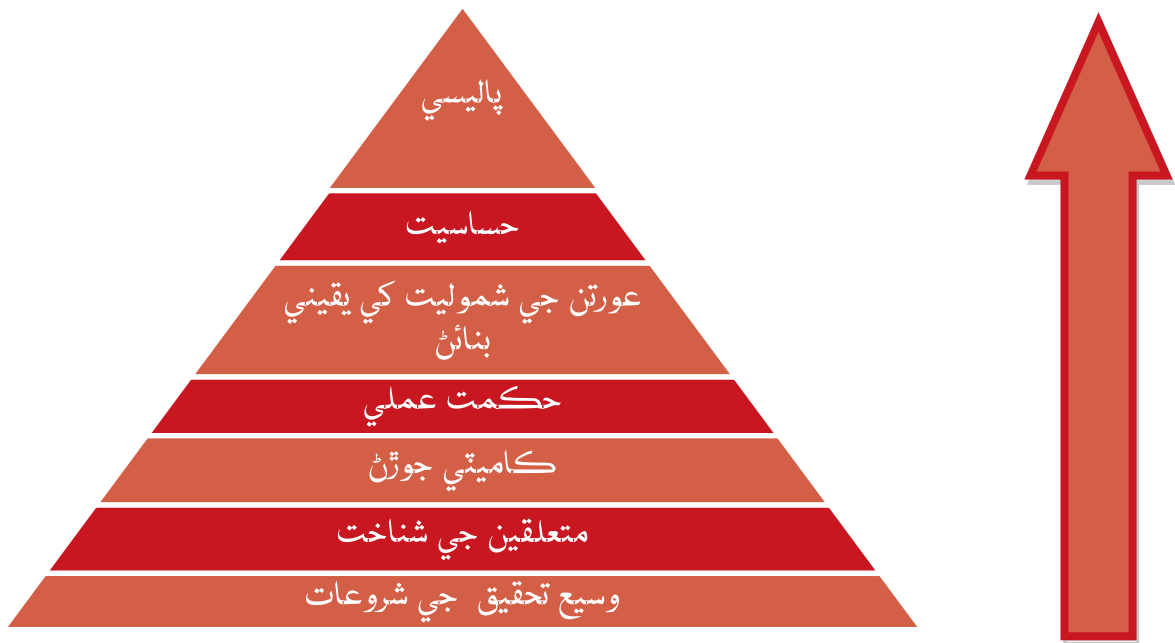 پاليسي
حساسيت
عورتن جي شموليت کي يقيني
بنائڻ
حڪمت عملي
ڪاميٽي جوڙڻ
متعلقين جي شناخت
وسيع تحقيق جي شروعات